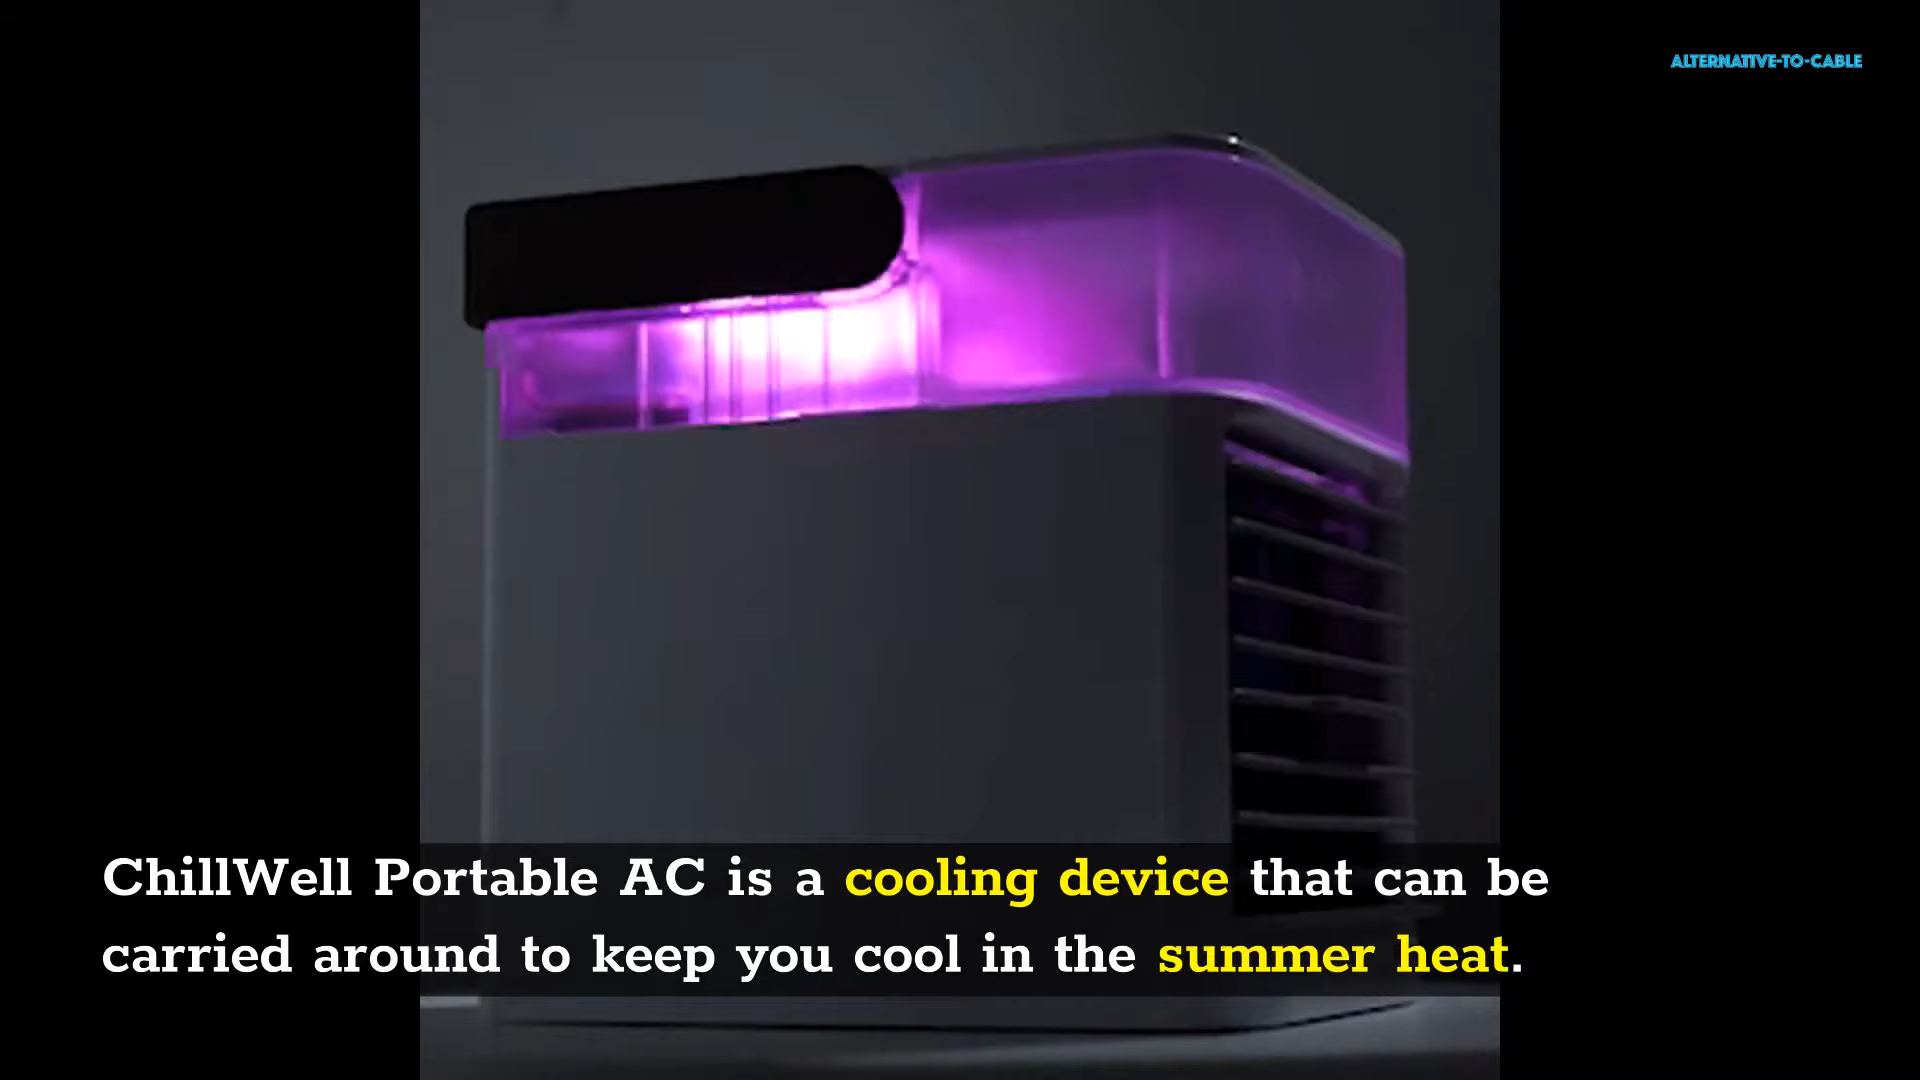 ALTERNATIVE-TO-CABLE
ChillWell Portable AC is a cooling device that can be
carried around to keep you cool in the summer heat.